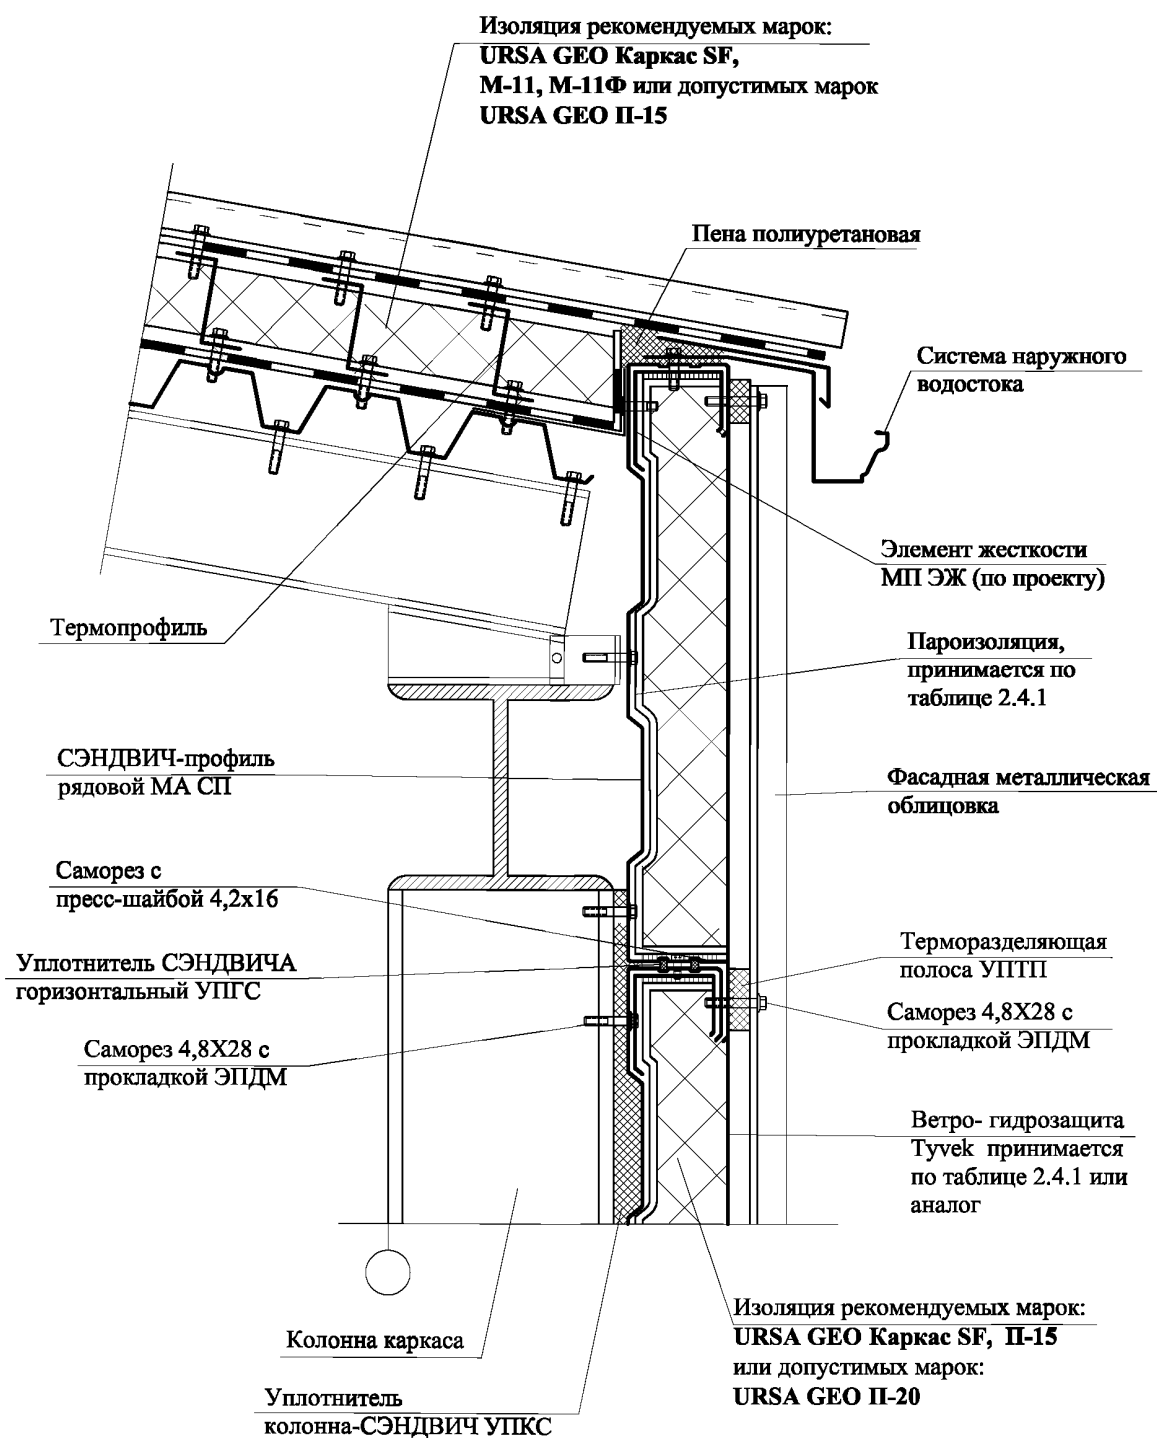 Изоляция рекомендуемых марок:
URSA GEO Каркас SF,
М-11, М-11Ф или допустимых марок
URSA GEO П-15
Пена полиуретановая
Система наружного
водостока
Элемент жесткости
МП ЭЖ (по проекту)
Термопрофиль
Пароизоляция,
принимается по
таблице 2.4.1
СЭНДВИЧ-профиль
рядовой МА СП
Фасадная металлическая
облицовка
Саморез с
пресс-шайбой 4,2х16
Терморазделяющая
полоса УПТП
Уплотнитель СЭНДВИЧА
горизонтальный УПГС
Саморез 4,8Х28 с
прокладкой ЭПДМ
Саморез 4,8Х28 с
прокладкой ЭПДМ
Ветро- гидрозащита
Tyvek принимается
по таблице 2.4.1 или
аналог
Изоляция рекомендуемых марок:
URSA GEO Каркас SF, П-15
или допустимых марок:
URSA GEO П-20
Колонна каркаса
Уплотнитель
колонна-СЭНДВИЧ УПКС